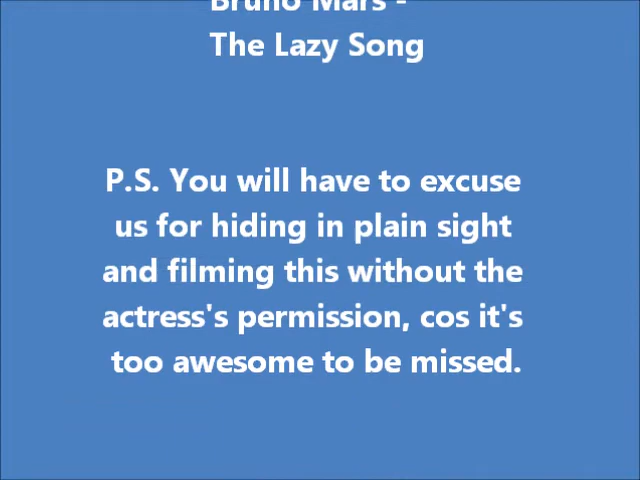 Bruno Mars -
The Lazy Song
P.S. You will have to excuse
us for hiding in plain sight
and filming this without the
actress's permission, cos it's
too awesome to be missed.